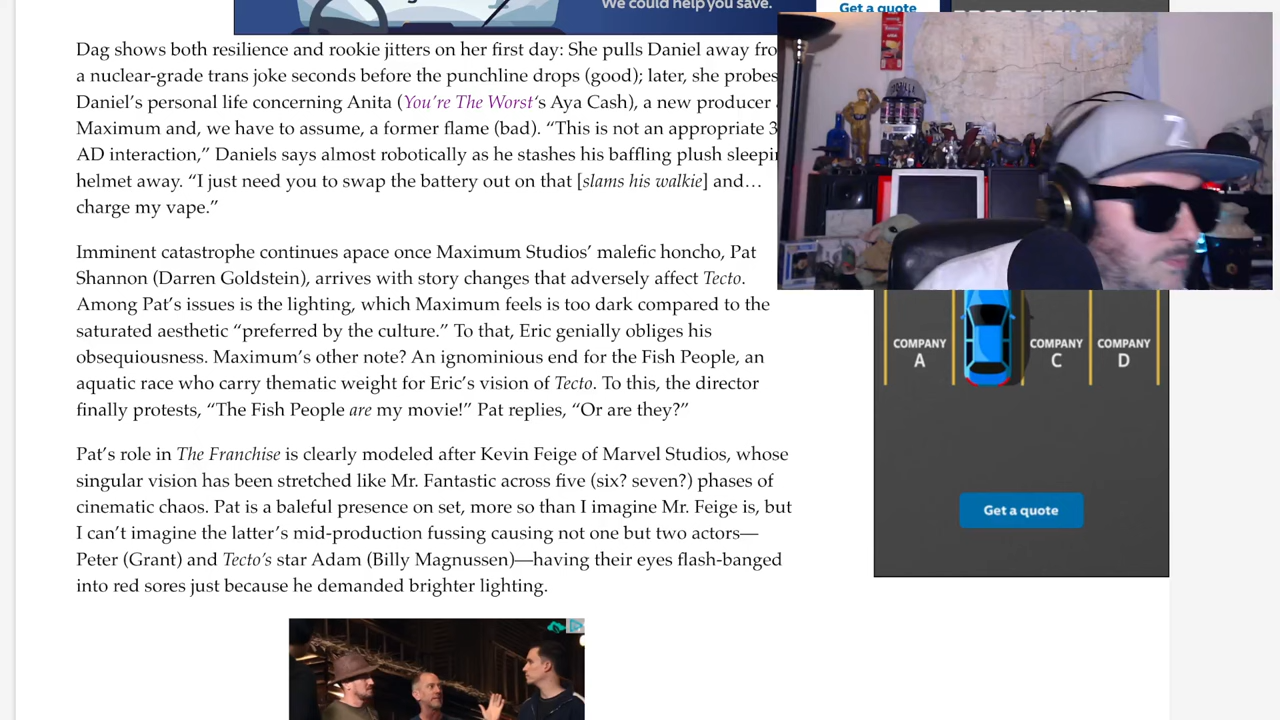 We could help you save.
Get a quote
Dag shows both resilience and rookie jitters on her first day: She pulls Daniel away
a nuclear-grade trans joke seconds before the punchline drops (good); later, she probes
Daniel’s personal life concerning Anita (You’re The Worst‘s Aya Cash), a new producer
Maximum and, we have to assume, a former flame (bad). “This is not an appropriate 3
AD interaction,” Daniels says almost robotically as he stashes his baffling plush
helmet away. “I just need you to swap the battery out on that [slams his walkie] and…
charge my vape.”
Imminent catastrophe continues apace once Maximum Studios’ malefic honcho, Pat
Shannon (Darren Goldstein), arrives with story changes that adversely affect Tecto.
Among Pat’s issues is the lighting, which Maximum feels is too dark compared to the
saturated aesthetic “preferred by the culture.” To that, Eric genially obliges his
obsequiousness. Maximum’s other note? An ignominious end for the Fish People, an
aquatic race who carry thematic weight for Eric’s vision of Tecto. To this, the director
finally protests, “The Fish People are my movie!” Pat replies, “Or are they?”
Pat’s role in The Franchise is clearly modeled after Kevin Feige of Marvel Studios, whose
singular vision has been stretched like Mr. Fantastic across five (six? seven?) phases of
cinematic chaos. Pat is a baleful presence on set, more so than I imagine Mr. Feige is, but
I can’t imagine the latter’s mid-production fussing causing not one but two actors—
Peter (Grant) and Tecto’s star Adam (Billy Magnussen)—having their eyes flash-banged
into red sores just because he demanded brighter lighting.
COMPANY
A
COMPANY
C
COMPANY
D
Get a quote